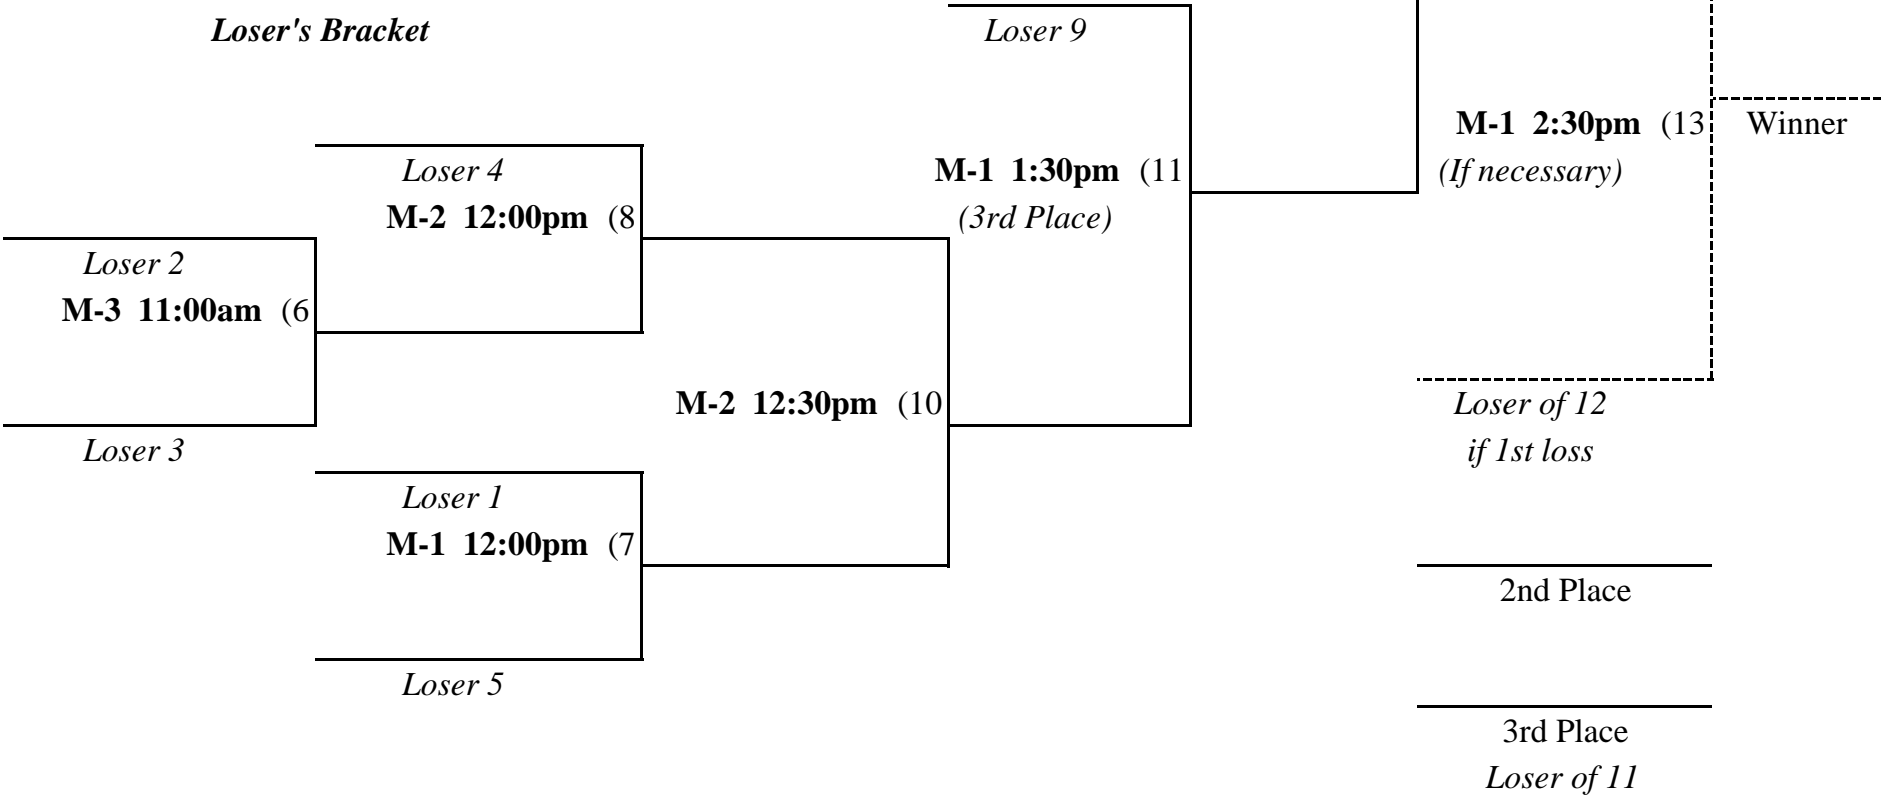 Loser's Bracket
Loser 9
M-1 2:30pm (13
Winner
(If necessary)
Loser 4
M-1 1:30pm (11
(3rd Place)
M-2 12:00pm (8
Loser 2
M-3 11:00am (6
Loser 3
M-2 12:30pm (10
Loser of 12
if 1st loss
Loser 1
M-1 12:00pm (7
Loser 5
2nd Place
3rd Place
Loser of 11